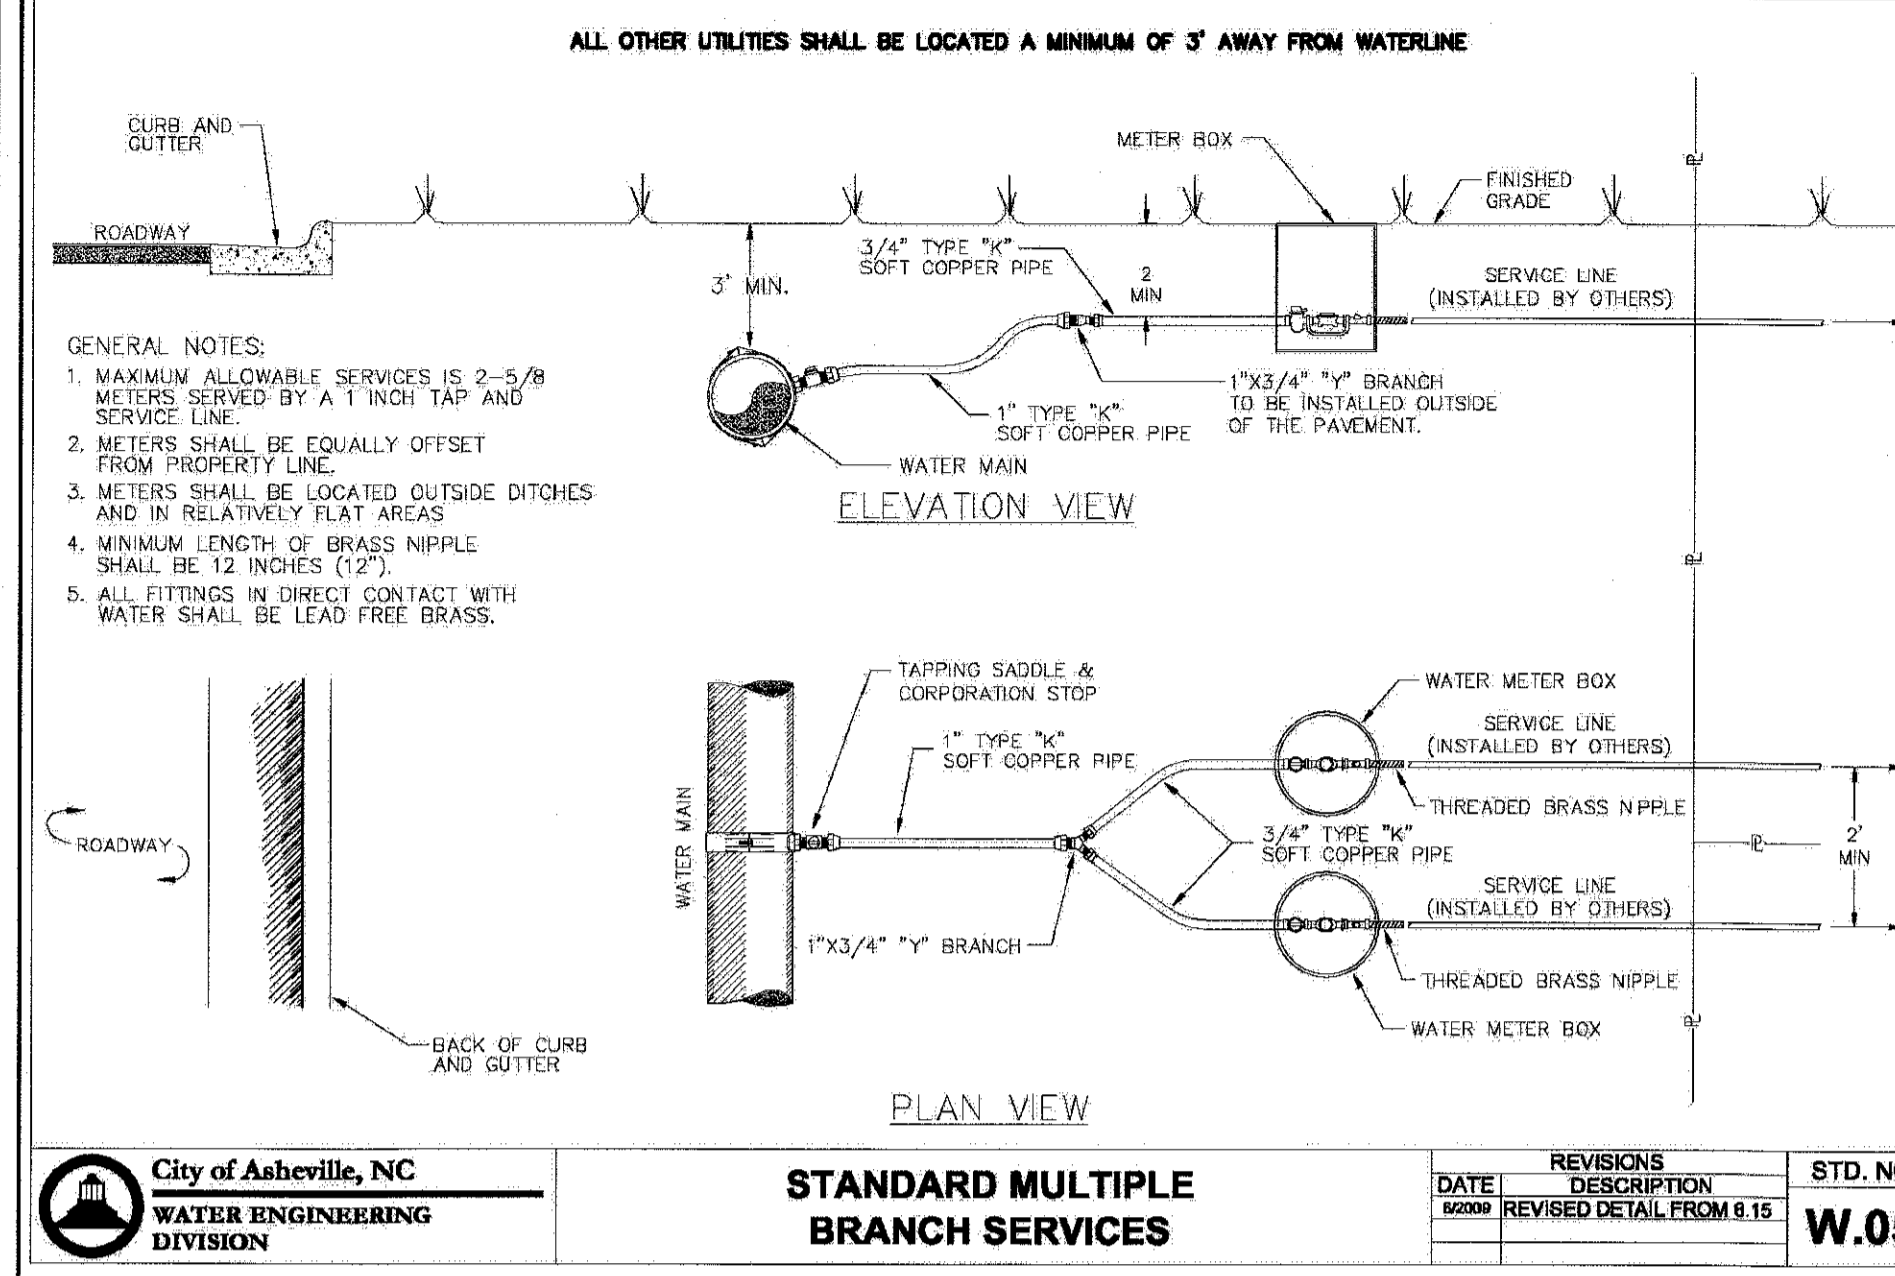 ALL OTHER UTILITIES SHALL BE LOCATED A MINIMUM OF 3' AWAY FROM WATERLINE
CURB AND
GUTTER
ROADWAY
METER BOX
FINISHED
GRADE
3/4" TYPE "K"
SOFT COPPER PIPE
3' MIN.
2
MIN
SERVICE LINE
(INSTALLED BY OTHERS)
1" TYPE "K"
SOFT COPPER PIPE
1"X3/4" "Y" BRANCH
TO BE INSTALLED OUTSIDE
OF THE PAVEMENT.
WATER MAIN
ELEVATION VIEW
PL
PL
GENERAL NOTES:
1. MAXIMUM ALLOWABLE SERVICES IS 2-5/8
METERS SERVED BY A 1 INCH TAP AND
SERVICE LINE.
2. METERS SHALL BE EQUALLY OFFSET
FROM PROPERTY LINE.
3. METERS SHALL BE LOCATED OUTSIDE DITCHES
AND IN RELATIVELY FLAT AREAS
4. MINIMUM LENGTH OF BRASS NIPPLE
SHALL BE 12 INCHES (12").
5. ALL FITTINGS IN DIRECT CONTACT WITH
WATER SHALL BE LEAD FREE BRASS.
TAPPING SADDLE &
CORPORATION STOP
1" TYPE "K"
SOFT COPPER PIPE
WATER MAIN
WATER METER BOX
SERVICE LINE
(INSTALLED BY OTHERS)
THREADED BRASS NIPPLE
3/4" TYPE "K"
SOFT COPPER PIPE
PL
2'
MIN
SERVICE LINE
(INSTALLED BY OTHERS)
1"X3/4" "Y" BRANCH
THREADED BRASS NIPPLE
WATER METER BOX
PL
ROADWAY
BACK OF CURB
AND GUTTER
PLAN VIEW
City of Asheville, NC
WATER ENGINEERING
DIVISION
STANDARD MULTIPLE
BRANCH SERVICES
REVISIONS
DATE DESCRIPTION
6/2009 REVISED DETAIL FROM 6.15
STD.